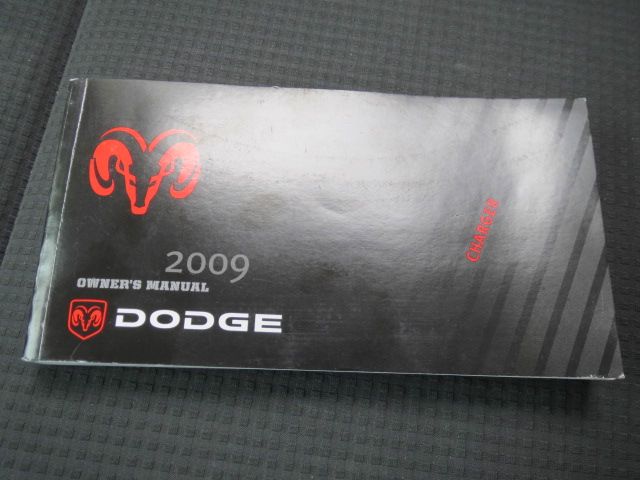 2009
OWNER'S MANUAL
DODGE
CHARGER